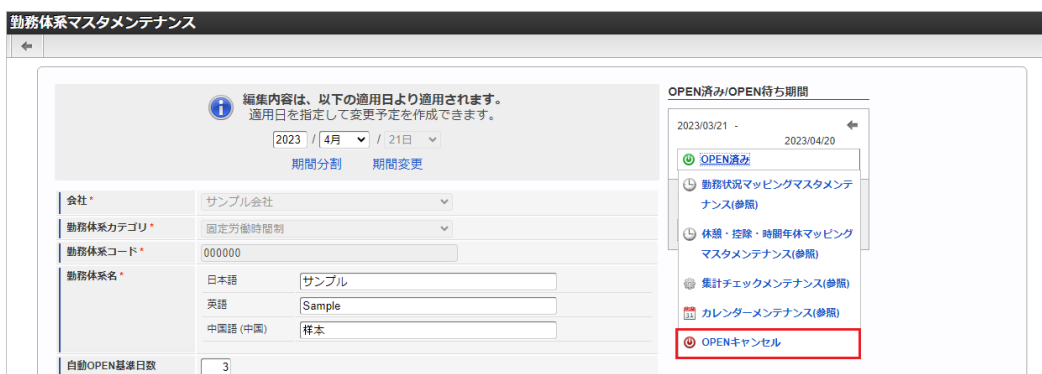 勤務体系マスタメンテナンス
編集内容は、以下の適用日より適用されます。
適用日を指定して変更予定を作成できます。
2023 / 4月 / 21日
期間分割 期間変更
会社* サンプル会社
勤務体系カテゴリ* 固定労働時間制
勤務体系コード* 000000
勤務体系名*
日本語 サンプル
英語 Sample
中国語 (中国) 样本
自動OPEN基準日数 3
OPEN済み/OPEN待ち期間
2023/03/21 -
2023/04/20
OPEN済み
勤務状況マッピングマスタメンテ
ナンス(参照)
休憩・控除・時間年休マッピング
マスタメンテナンス(参照)
集計チェックメンテナンス(参照)
31 カレンダーメンテナンス(参照)
OPENキャンセル